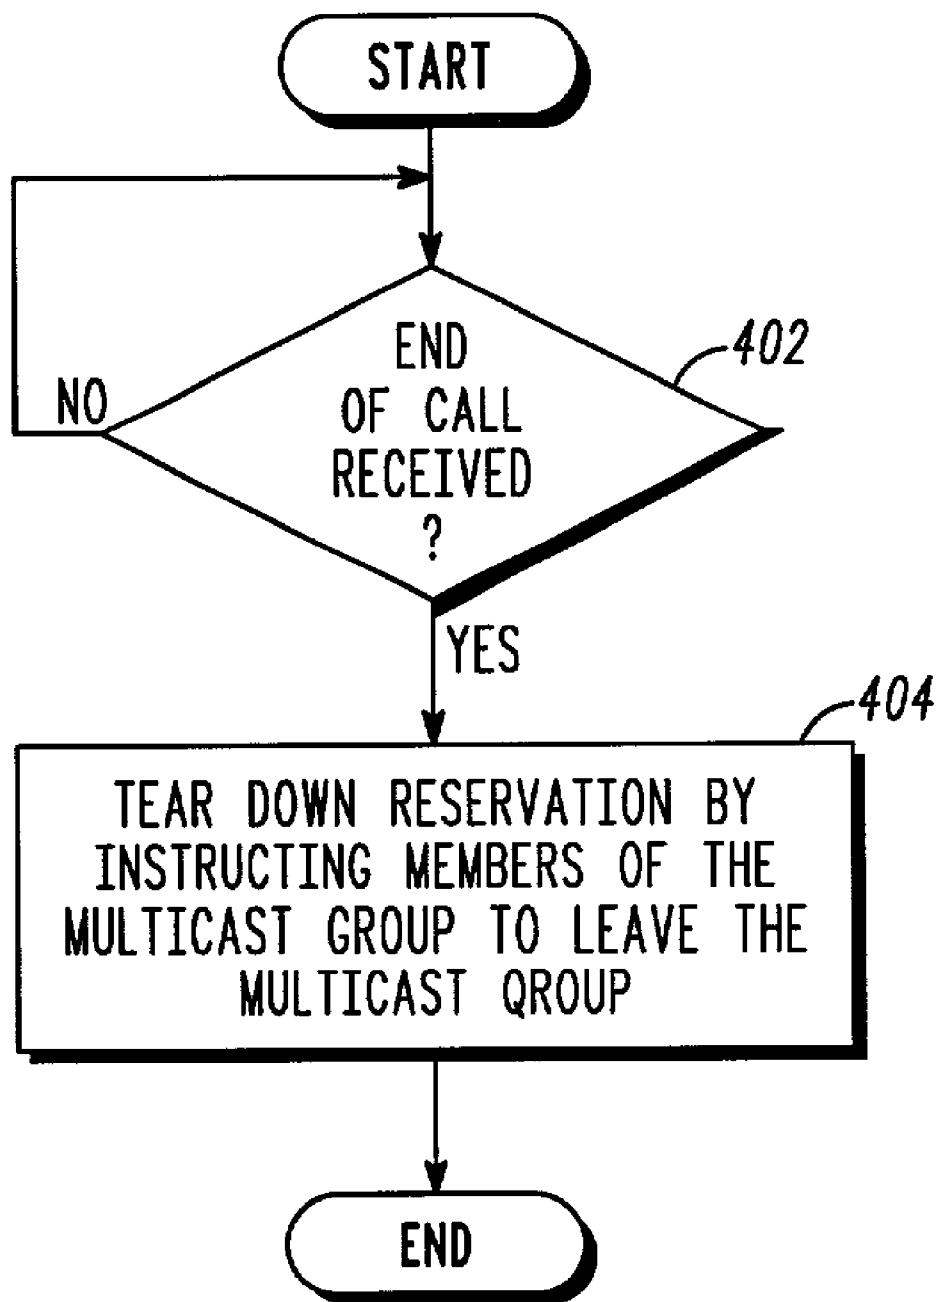 START
END
OF CALL
RECEIVED
?
402
NO
YES
404
TEAR DOWN RESERVATION BY
INSTRUCTING MEMBERS OF THE
MULTICAST GROUP TO LEAVE THE
MULTICAST QROUP
END